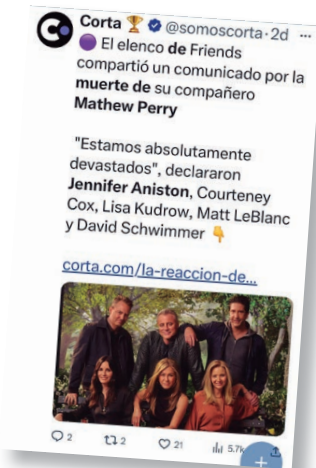 Corta 🏆 @somoscorta · 2d ...
🟣 El elenco de Friends
compartió un comunicado por la
muerte de su compañero
Mathew Perry
"Estamos absolutamente
devastados", declararon
Jennifer Aniston, Courteney
Cox, Lisa Kudrow, Matt LeBlanc
y David Schwimmer 👇
corta.com/la-reaccion-de...
2 2 21 5.7k